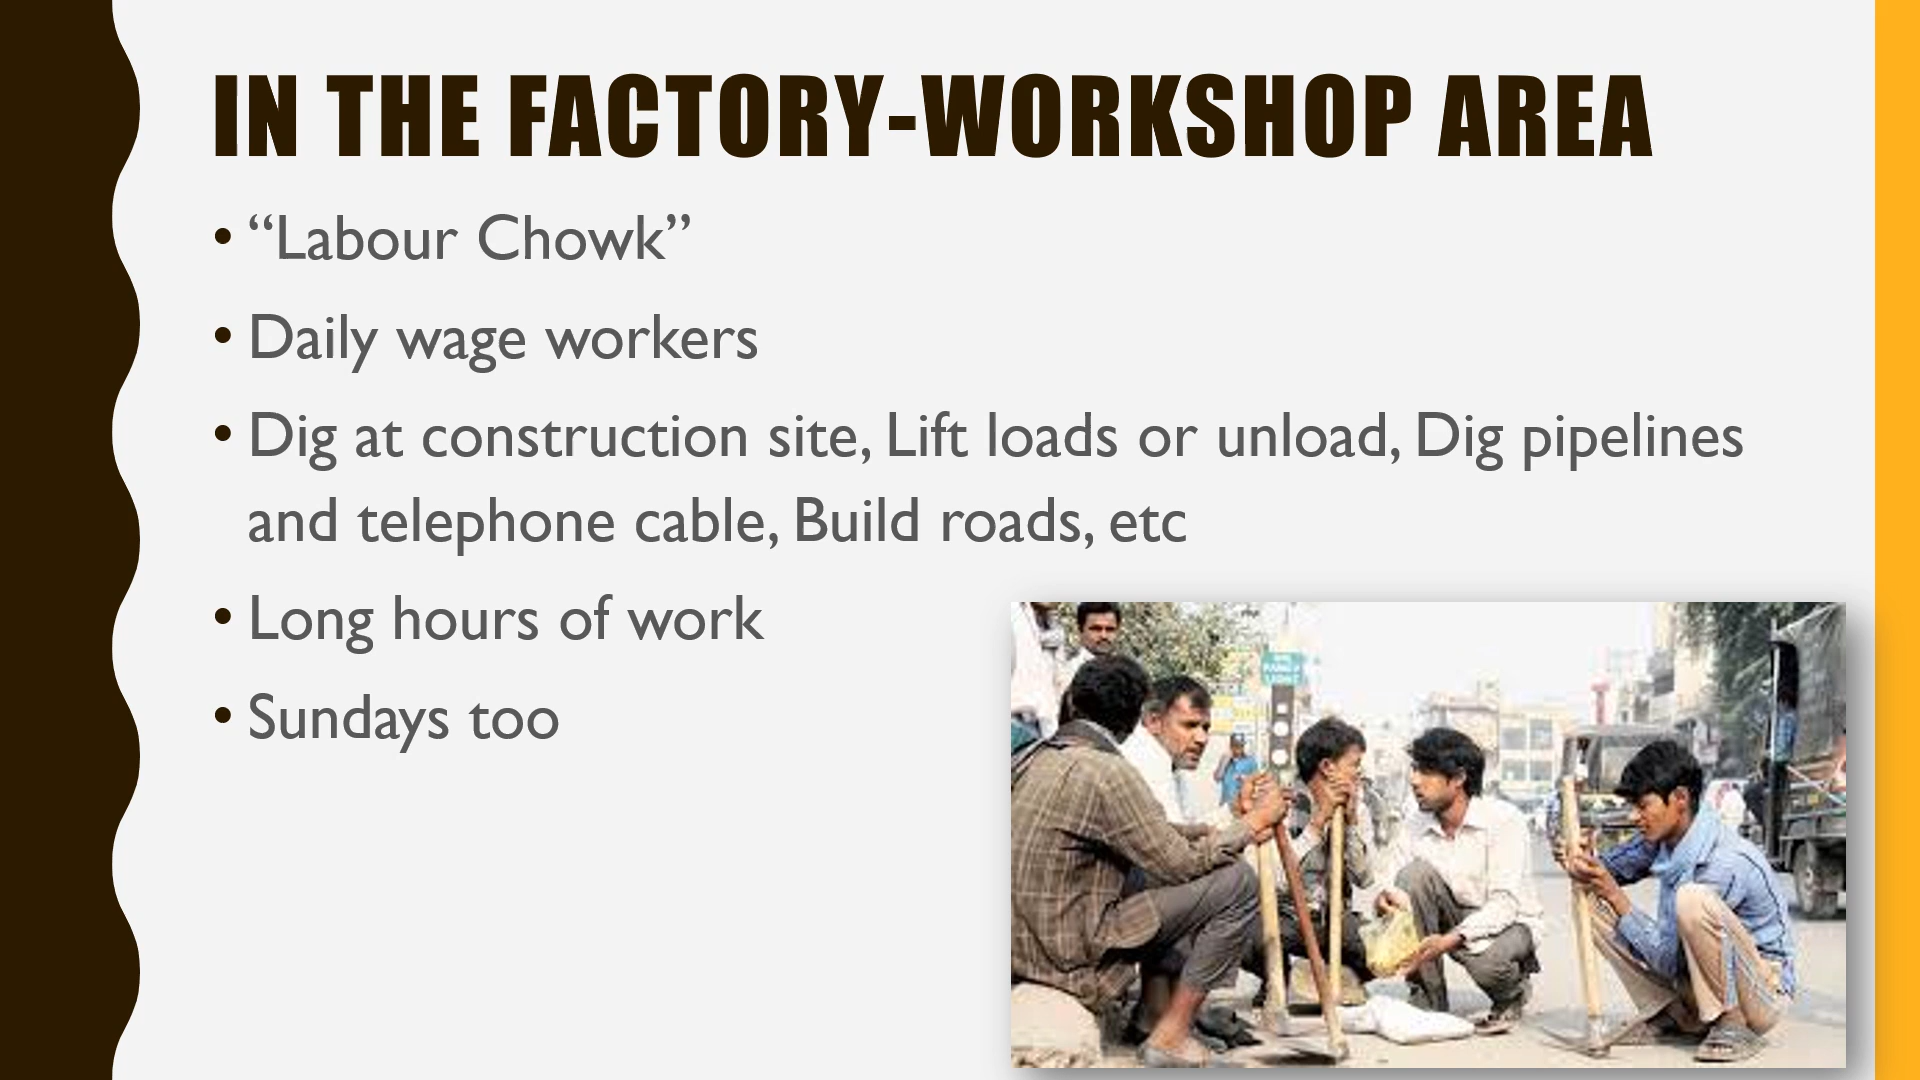 IN THE FACTORY-WORKSHOP AREA
• “Labour Chowk”
• Daily wage workers
• Dig at construction site, Lift loads or unload, Dig pipelines
and telephone cable, Build roads, etc
• Long hours of work
• Sundays too